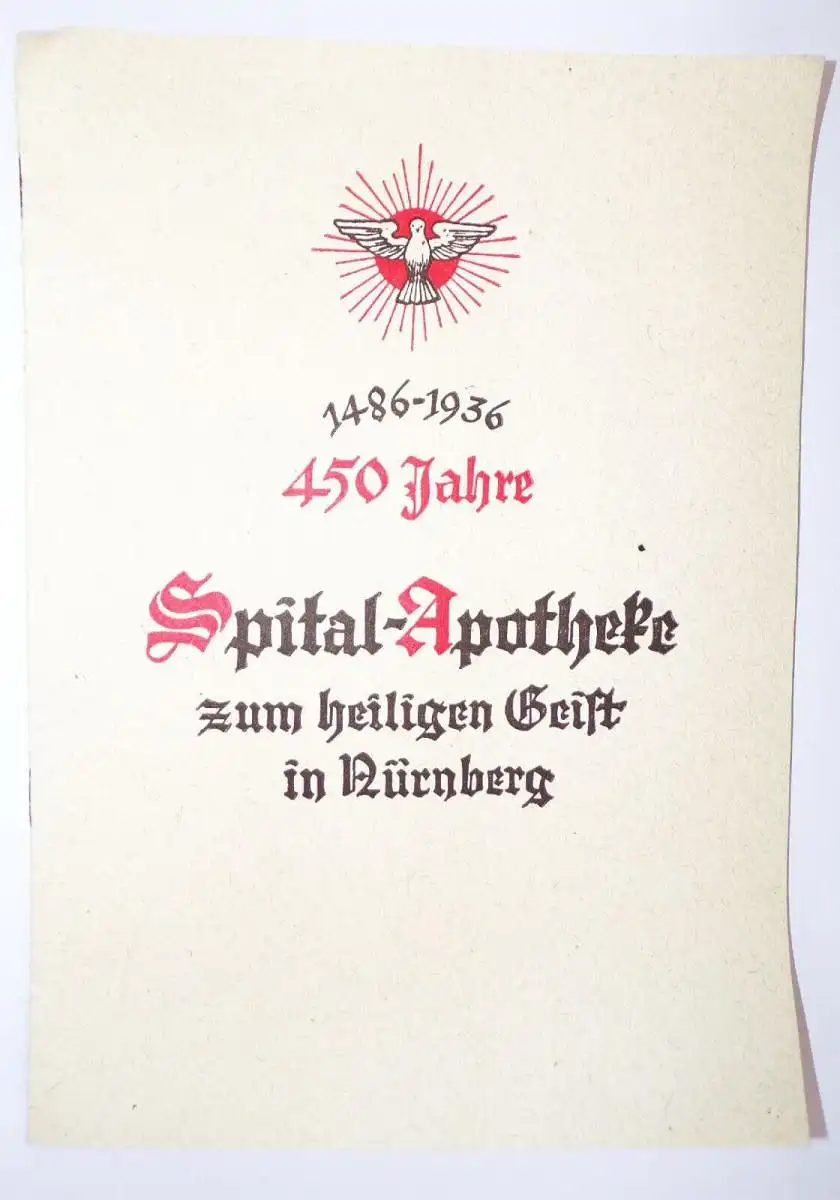 1486-1936
450 Jahre
Spital-Apotheke
zum heiligen Geist
in Nürnberg